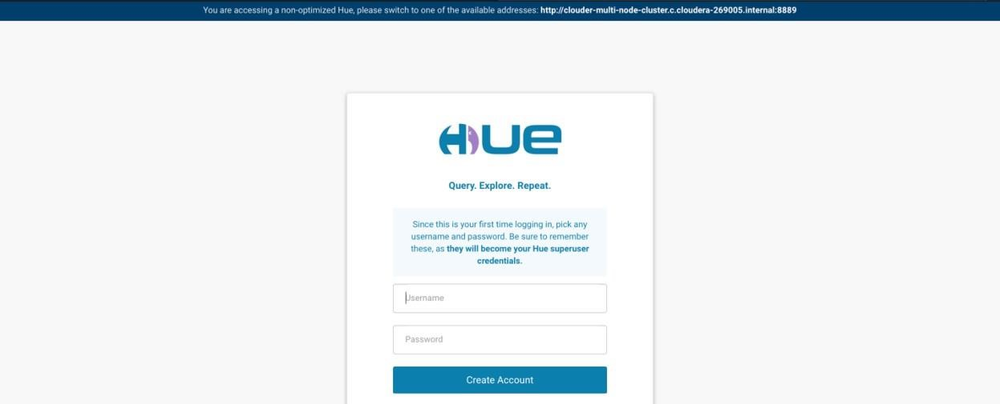 You are accessing a non-optimized Hue, please switch to one of the available addresses: http://clouder-multi-node-cluster.c.cloudera-269005.internal:8889
HUE
Query. Explore. Repeat.
Since this is your first time logging in, pick any
username and password. Be sure to remember
these, as they will become your Hue superuser
credentials.
Username
Password
Create Account